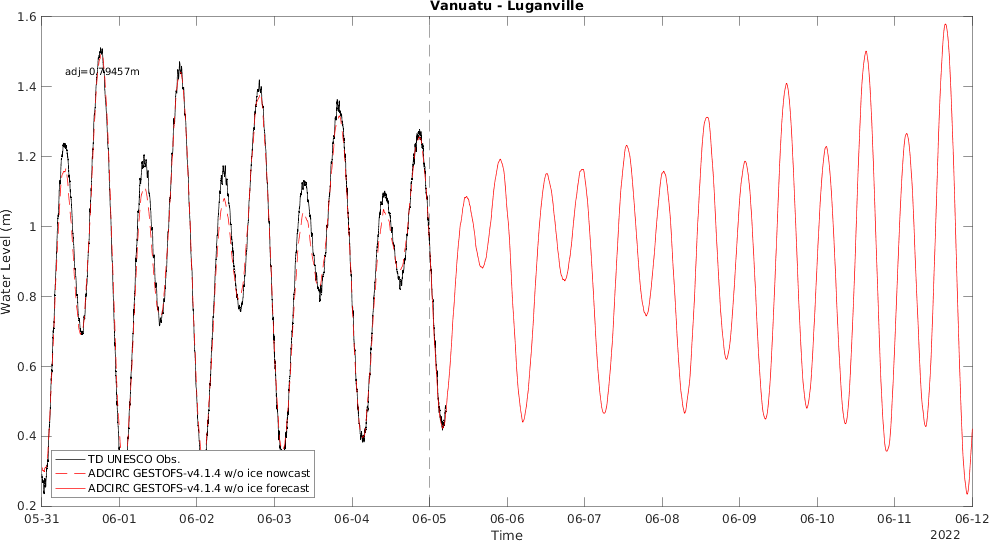 Vanuatu - Luganville
1.6
1.4
1.2
1
0.8
0.6
0.4
0.2
Water Level (m)
adj=0.79457m
TD UNESCO Obs.
ADCIRC GESTOFS-v4.1.4 w/o ice nowcast
ADCIRC GESTOFS-v4.1.4 w/o ice forecast
05-31 06-01 06-02 06-03 06-04 06-05 06-06 06-07 06-08 06-09 06-10 06-11 06-12
Time
2022